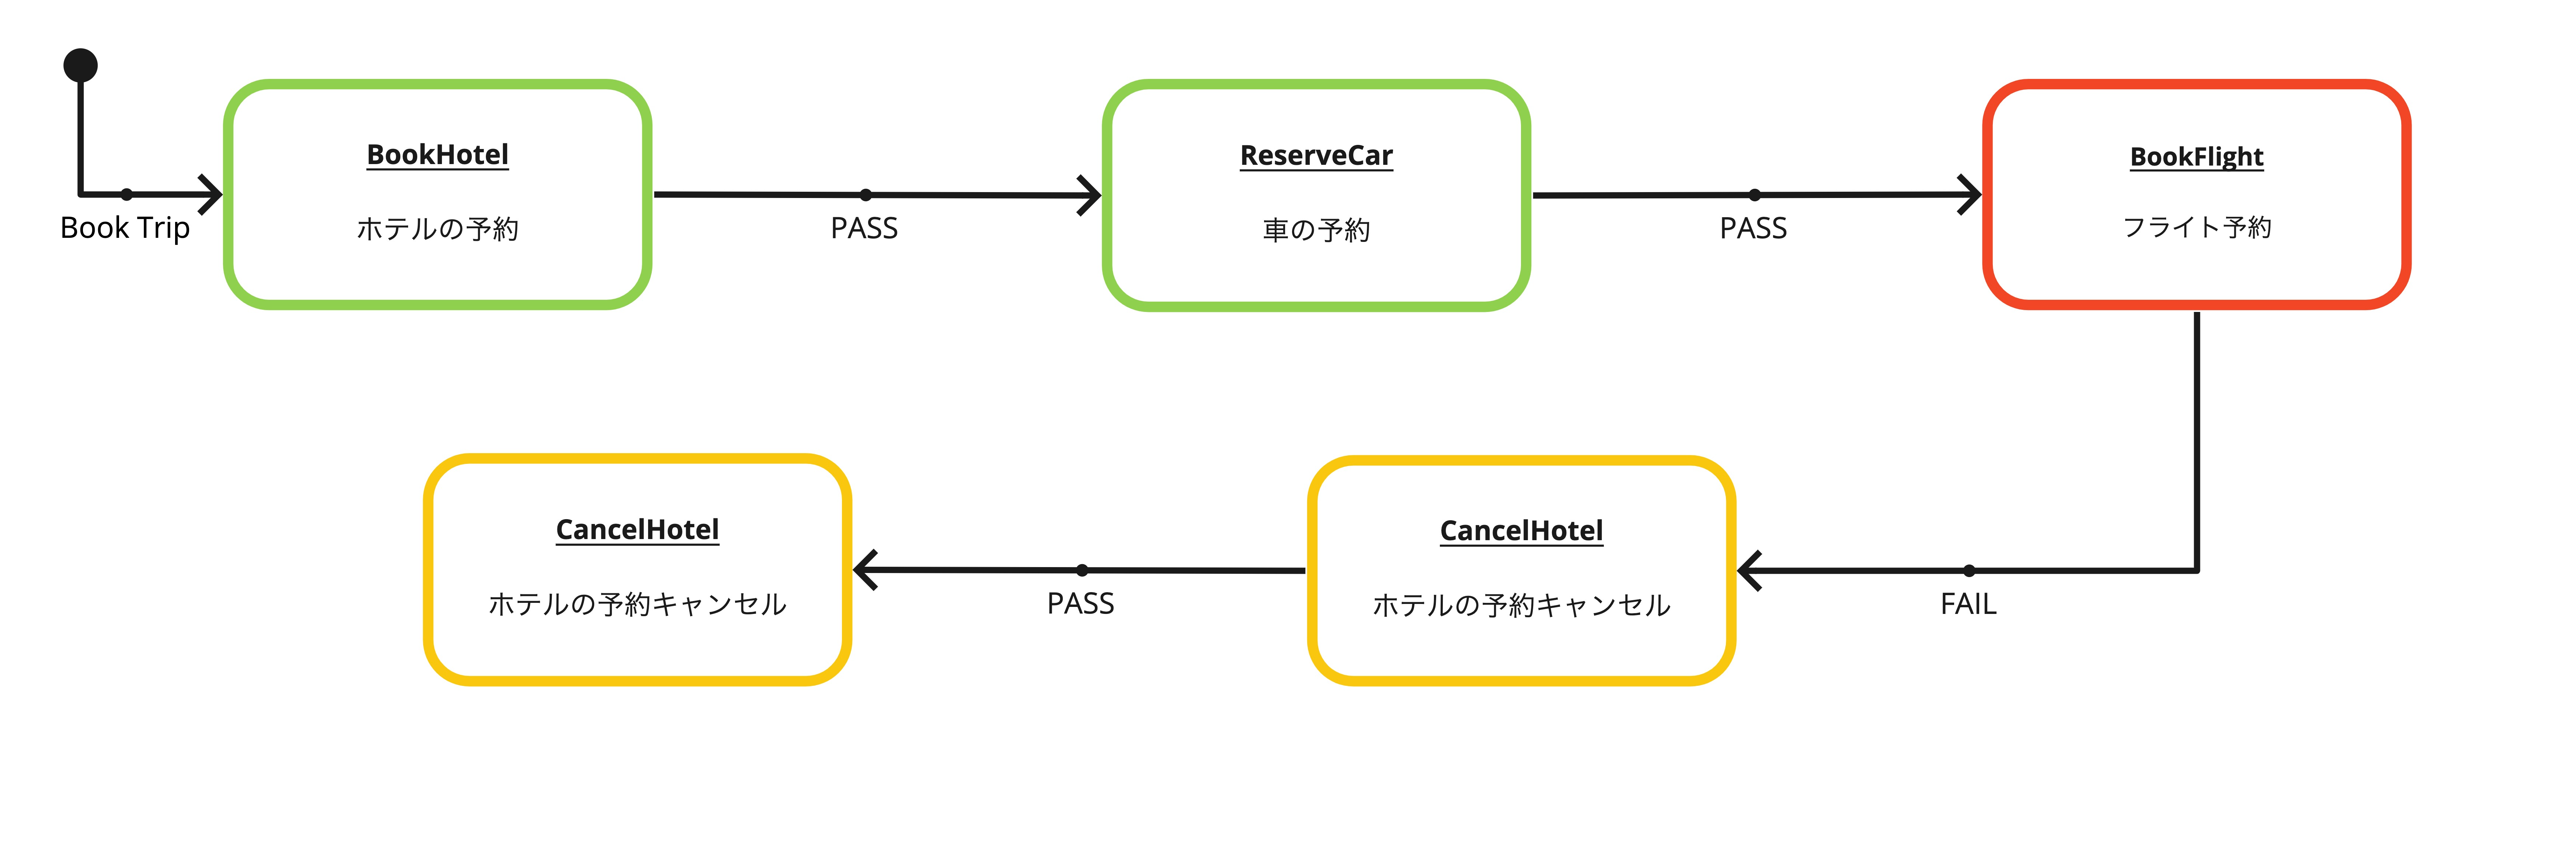 Book Trip
BookHotel
ホテルの予約
PASS
ReserveCar
車の予約
PASS
BookFlight
フライト予約
CancelHotel
ホテルの予約キャンセル
PASS
CancelHotel
ホテルの予約キャンセル
FAIL